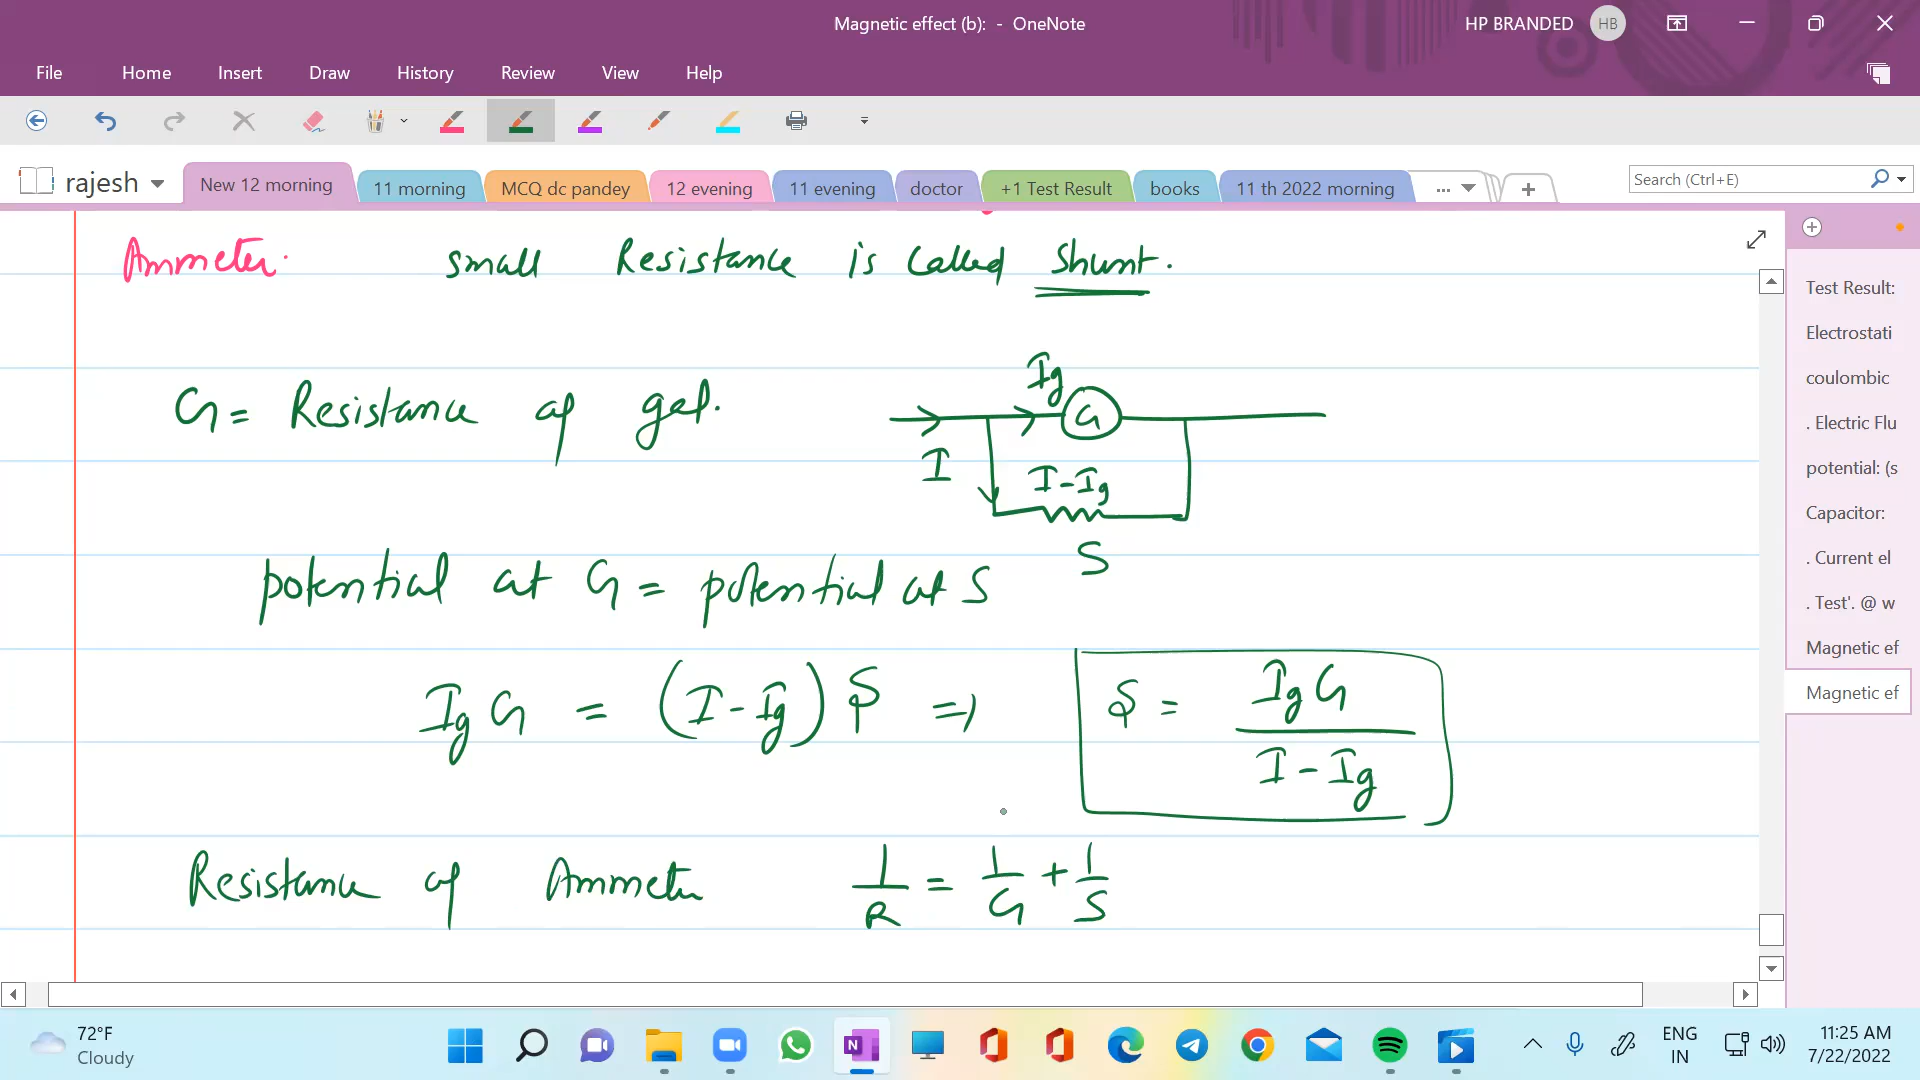 Magnetic effect (b): - OneNote
HP BRANDED HB
File Home Insert Draw History Review View Help
rajesh New 12 morning 11 morning MCQ dc pandey 12 evening 11 evening doctor +1 Test Result books 11 th 2022 morning ... Search (Ctrl+E)
Ammeter. small Resistance is called Shunt.
G = Resistance of gal.
Ig
G
I
I - Ig
S
potential at G = potential at S
Ig G = (I - Ig) S ⇒ S = Ig G / I - Ig
Resistance of Ammeter 1/R = 1/G + 1/S
Test Result:
Electrostati
coulombic
. Electric Flu
potential: (s
Capacitor:
. Current el
. Test'. @ w
Magnetic ef
Magnetic ef
72°F
Cloudy
ENG
IN
11:25 AM
7/22/2022